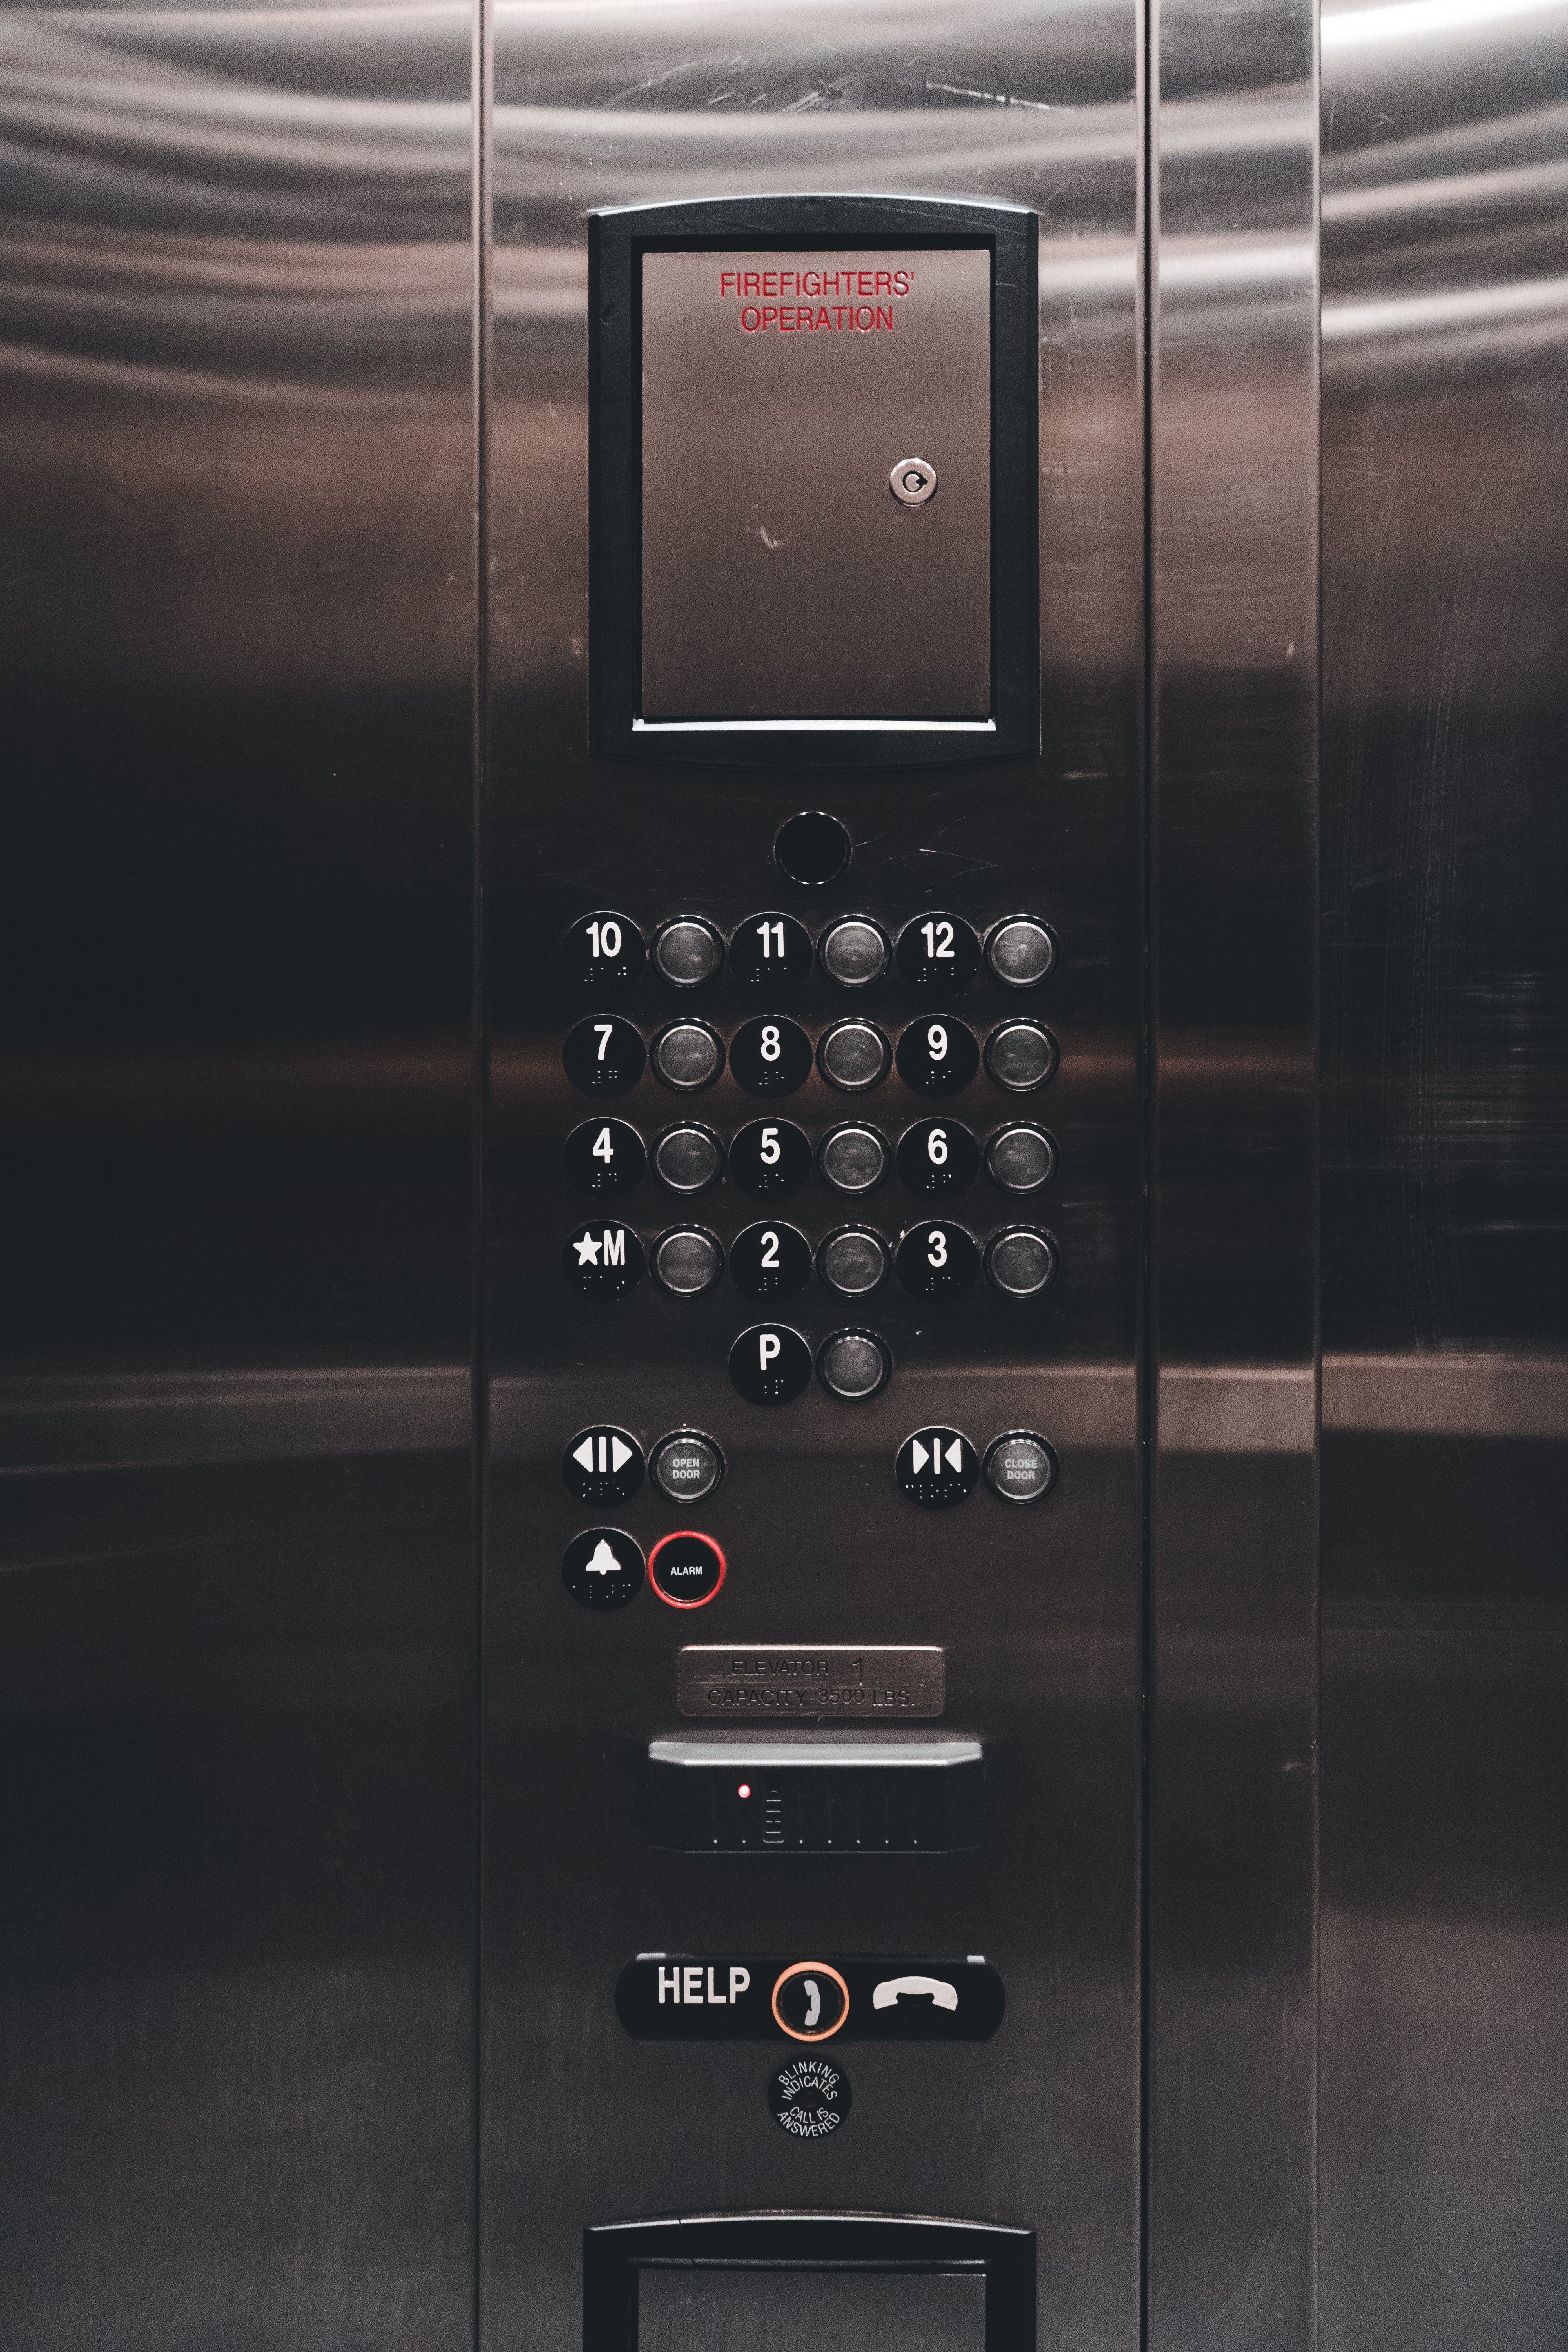 FIREFIGHTERS'
OPERATION
10 11 12
7 8 9
4 5 6
★M 2 3
P
OPEN
DOOR
CLOSE
DOOR
ALARM
ELEVATOR 1
CAPACITY 3500 LBS.
HELP
BLINKING
INDICATES
CALL IS
ANSWERED